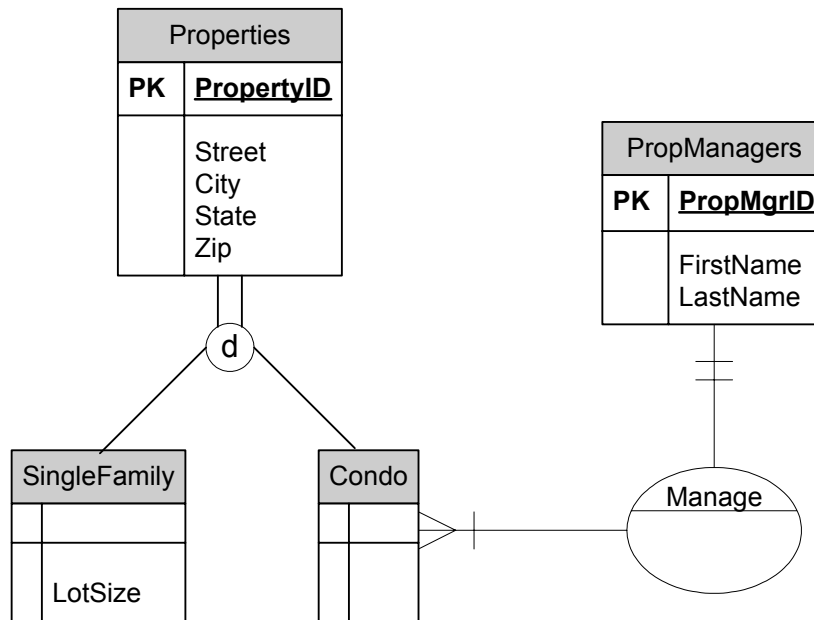 Properties
PK PropertyID
Street
City
State
Zip
PropManagers
PK PropMgrID
FirstName
LastName
d
SingleFamily
LotSize
Condo
Manage